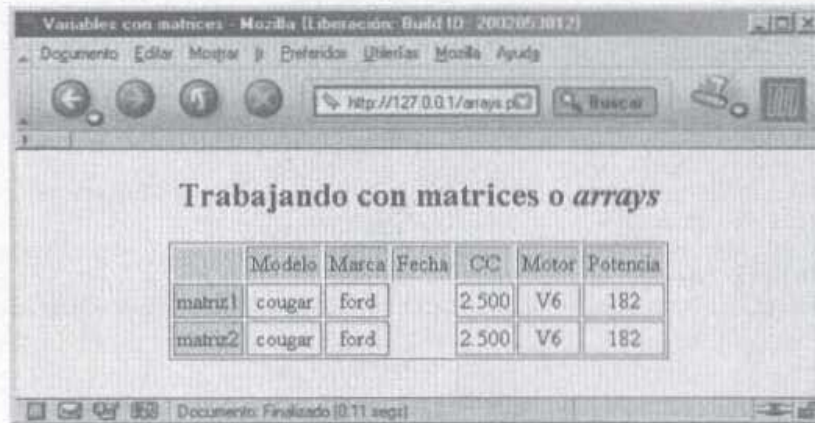 Variables con matrices - Mozilla {Liberación: Build ID: 2002053012}
Documento Editar Mostrar Ir Preferidos Utilerías Mozilla Ayuda
http://127.0.0.1/arrays.p Buscar
Trabajando con matrices o arrays
Modelo Marca Fecha CC Motor Potencia
matriz1 cougar ford 2.500 V6 182
matriz2 cougar ford 2.500 V6 182
Documento: Finalizado (0.11 segs)